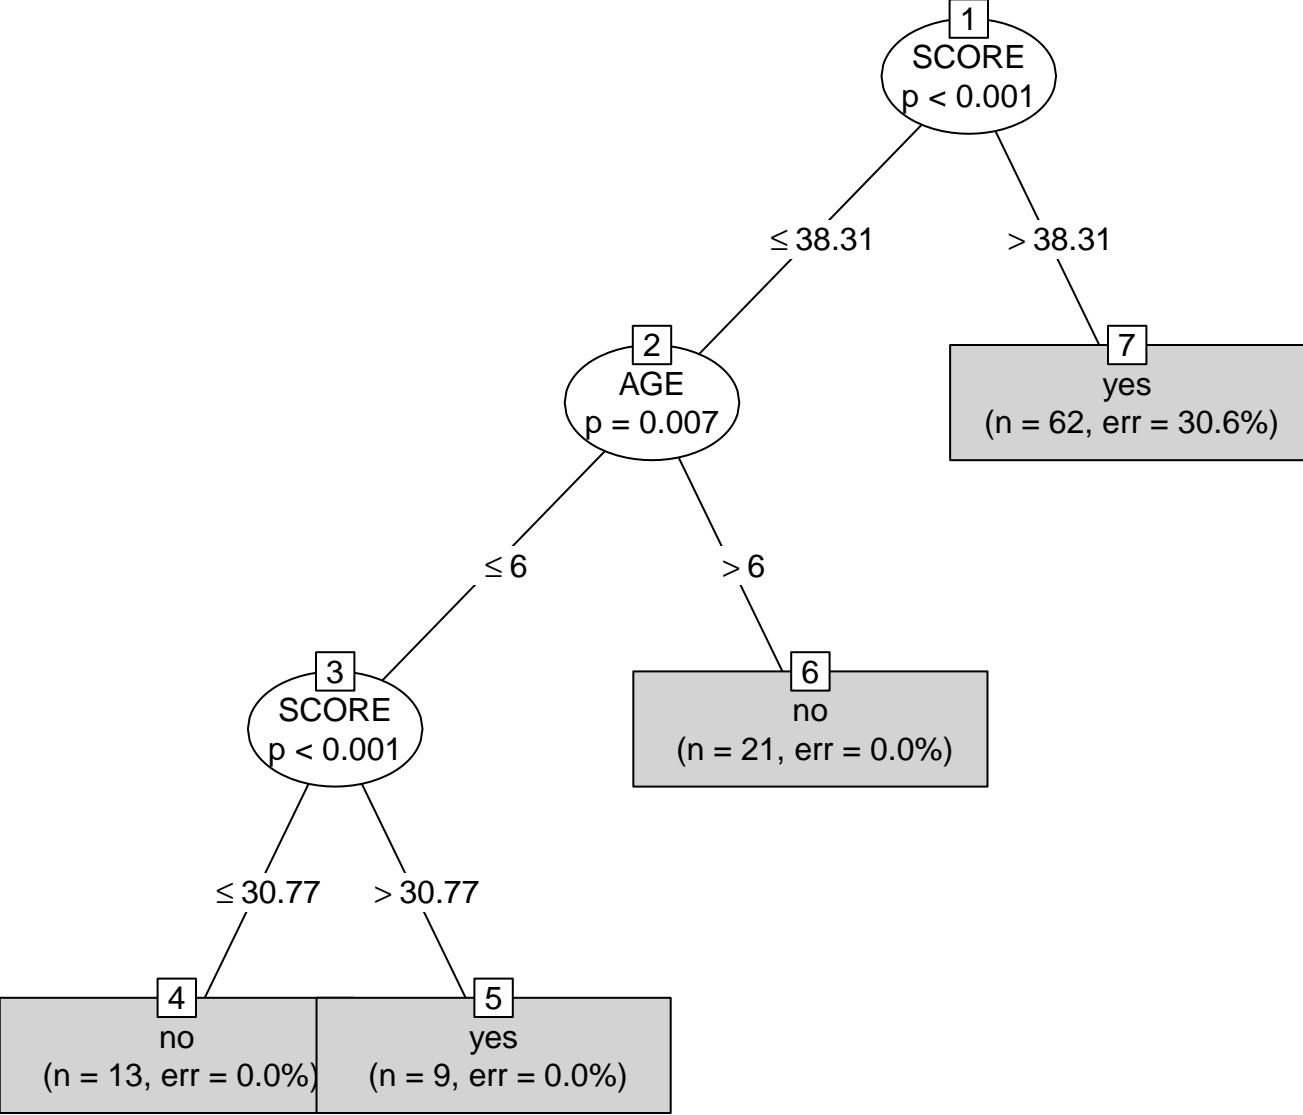 1
SCORE
p < 0.001
≤ 38.31
> 38.31
2
AGE
p = 0.007
7
yes
(n = 62, err = 30.6%)
≤ 6
> 6
3
SCORE
p < 0.001
6
no
(n = 21, err = 0.0%)
≤ 30.77
> 30.77
4
no
(n = 13, err = 0.0%)
5
yes
(n = 9, err = 0.0%)